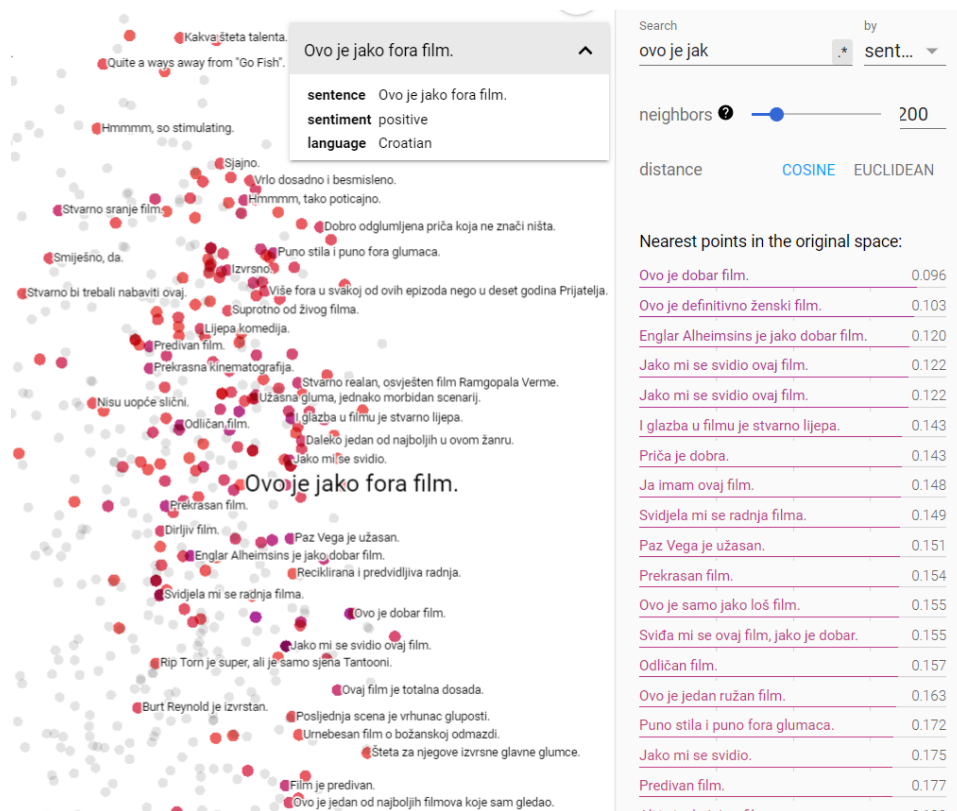 Kakva šteta talenta.
Quite a ways away from "Go Fish".
Hmmmm, so stimulating.
Sjajno.
Vrlo dosadno i besmisleno.
Hmmmm, tako poticajno.
Stvarno sranje film.
Dobro odglumljena priča koja ne znači ništa.
Smiješno, da.
Puno stila i puno fora glumaca.
Izvrsno.
Stvarno bi trebali nabaviti ovaj.
Više fora u svakoj od ovih epizoda nego u deset godina Prijatelja.
Suprotno od živog filma.
Lijepa komedija.
Predivan film.
Prekrasna kinematografija.
Stvarno realan, osvješten film Ramgopala Verme.
Užasna gluma, jednako morbidan scenarij.
Nisu uopće slični.
I glazba u filmu je stvarno lijepa.
Odličan film.
Daleko jedan od najboljih u ovom žanru.
Jako mi se svidio.
Ovo je jako fora film.
Prekrasan film.
Dirljiv film.
Paz Vega je užasan.
Englar Alheimsins je jako dobar film.
Reciklirana i predvidljiva radnja.
Svidjela mi se radnja filma.
Ovo je dobar film.
Jako mi se svidio ovaj film.
Rip Torn je super, ali je samo sjena Tantooni.
Ovaj film je totalna dosada.
Burt Reynold je izvrstan.
Posljednja scena je vrhunac gluposti.
Urnebesan film o božanskoj odmazdi.
Šteta za njegove izvrsne glavne glumce.
Film je predivan.
Ovo je jedan od najboljih filmova koje sam gledao.
Ovo je jako fora film.
sentence Ovo je jako fora film.
sentiment positive
language Croatian
Search by
ovo je jak .* sent...
neighbors ? 200
distance COSINE EUCLIDEAN
Nearest points in the original space:
Ovo je dobar film. 0.096
Ovo je definitivno ženski film. 0.103
Englar Alheimsins je jako dobar film. 0.120
Jako mi se svidio ovaj film. 0.122
Jako mi se svidio ovaj film. 0.122
I glazba u filmu je stvarno lijepa. 0.143
Priča je dobra. 0.143
Ja imam ovaj film. 0.148
Svidjela mi se radnja filma. 0.149
Paz Vega je užasan. 0.151
Prekrasan film. 0.154
Ovo je samo jako loš film. 0.155
Sviđa mi se ovaj film, jako je dobar. 0.155
Odličan film. 0.157
Ovo je jedan ružan film. 0.163
Puno stila i puno fora glumaca. 0.172
Jako mi se svidio. 0.175
Predivan film. 0.177